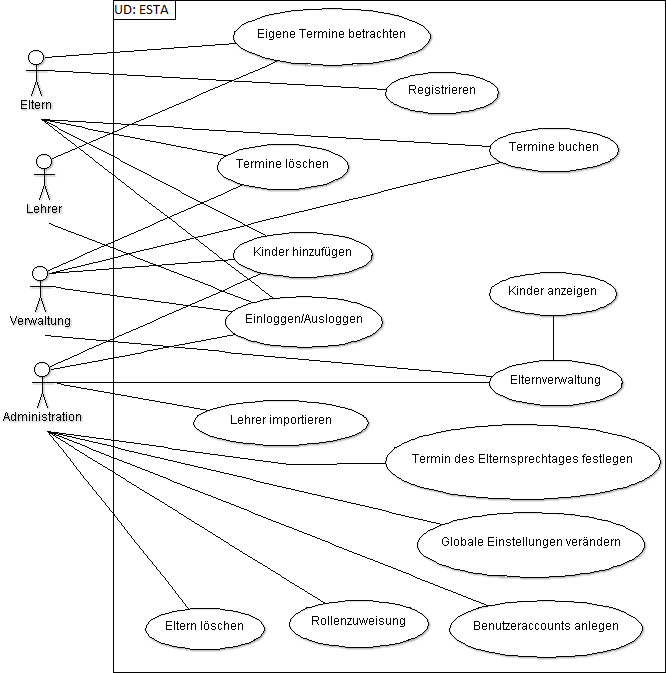 UD: ESTA
Eigene Termine betrachten
Registrieren
Eltern
Termine buchen
Termine löschen
Lehrer
Kinder hinzufügen
Kinder anzeigen
Verwaltung
Einloggen/Ausloggen
Elternverwaltung
Administration
Lehrer importieren
Termin des Elternsprechtages festlegen
Globale Einstellungen verändern
Eltern löschen
Rollenzuweisung
Benutzeraccounts anlegen